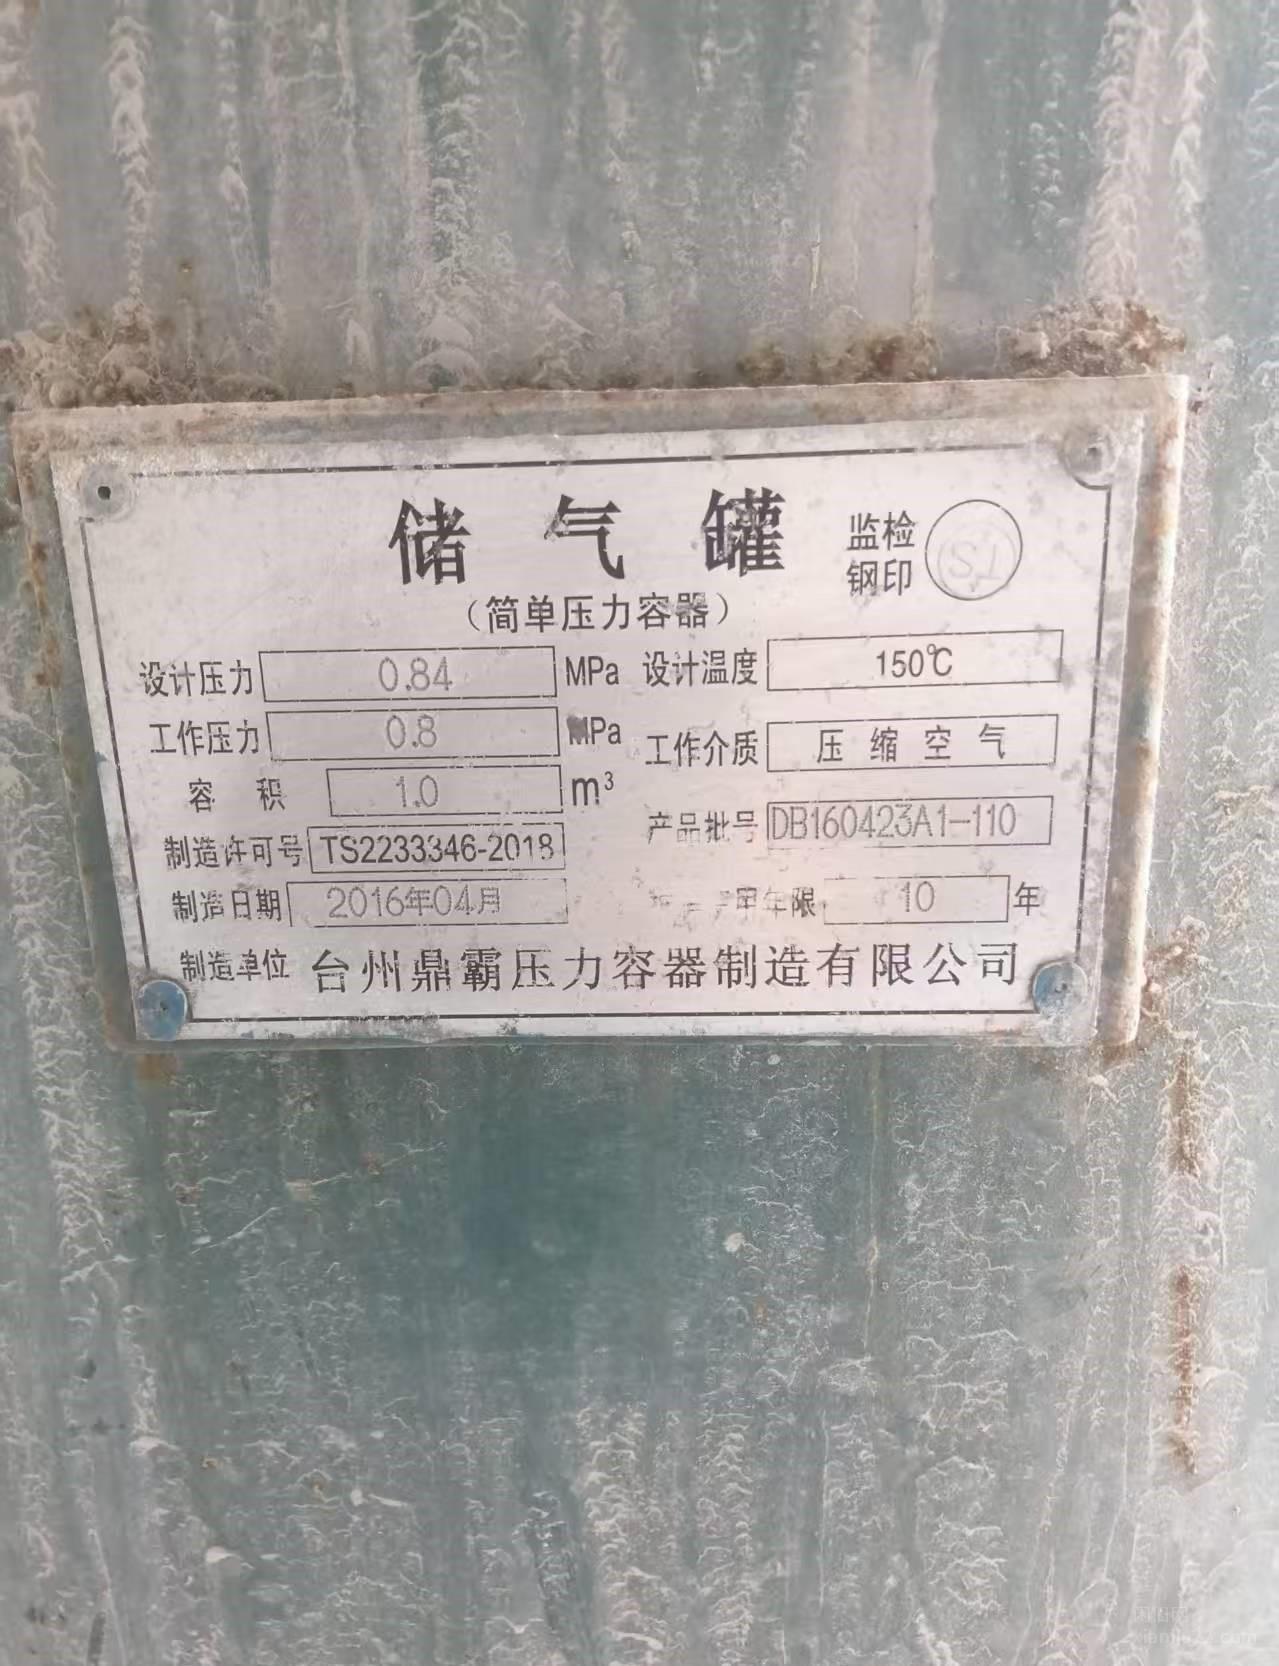 储气罐
监检
钢印
(简单压力容器)
设计压力 0.84 MPa 设计温度 150℃
工作压力 0.8 MPa 工作介质 压缩空气
容积 1.0 m³
产品批号 DB160423A1-110
制造许可号 TS2233346-2018
制造日期 2016年04月 年限 10 年
制造单位 台州鼎霸压力容器制造有限公司